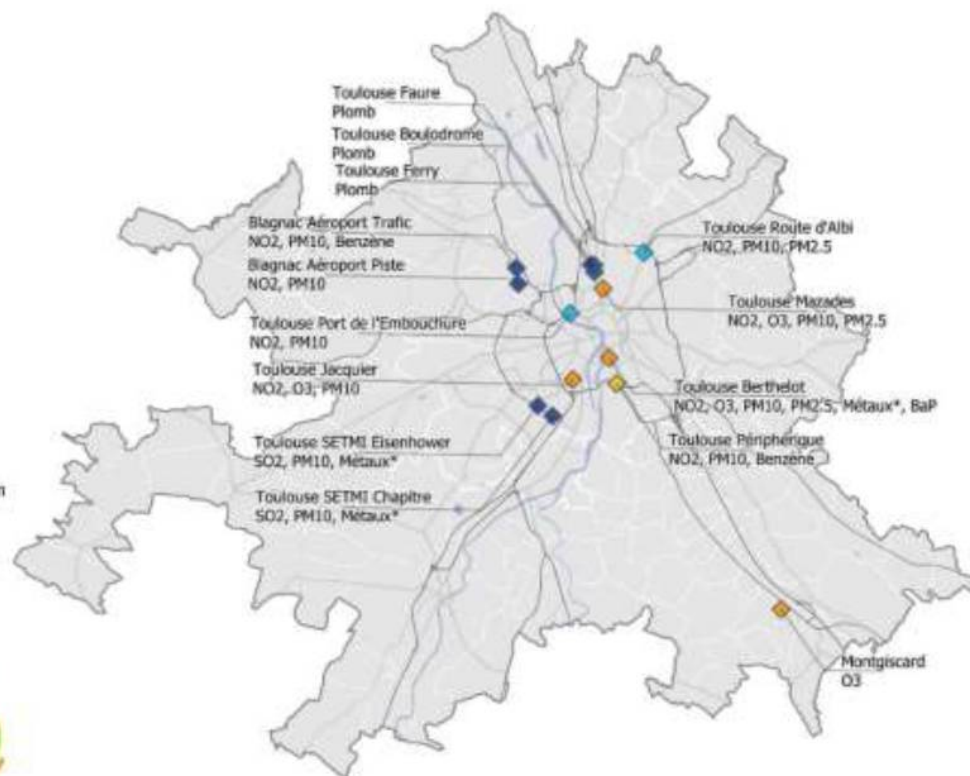 Toulouse Faure
Plomb
Toulouse Boulodrome
Plomb
Toulouse Ferry
Plomb
Blagnac Aéroport Trafic
NO2, PM10, Benzène
Blagnac Aéroport Piste
NO2, PM10
Toulouse Port de l'Embouchure
NO2, PM10
Toulouse Jacquier
NO2, O3, PM10
Toulouse SETMI Eisenhower
SO2, PM10, Métaux*
Toulouse SETMI Chapitre
SO2, PM10, Métaux*
Toulouse Route d'Albi
NO2, PM10, PM2.5
Toulouse Mazades
NO2, O3, PM10, PM2.5
Toulouse Berthelot
NO2, O3, PM10, PM2.5, Métaux*, BaP
Toulouse Périphérique
NO2, PM10, Benzène
Montgiscard
O3